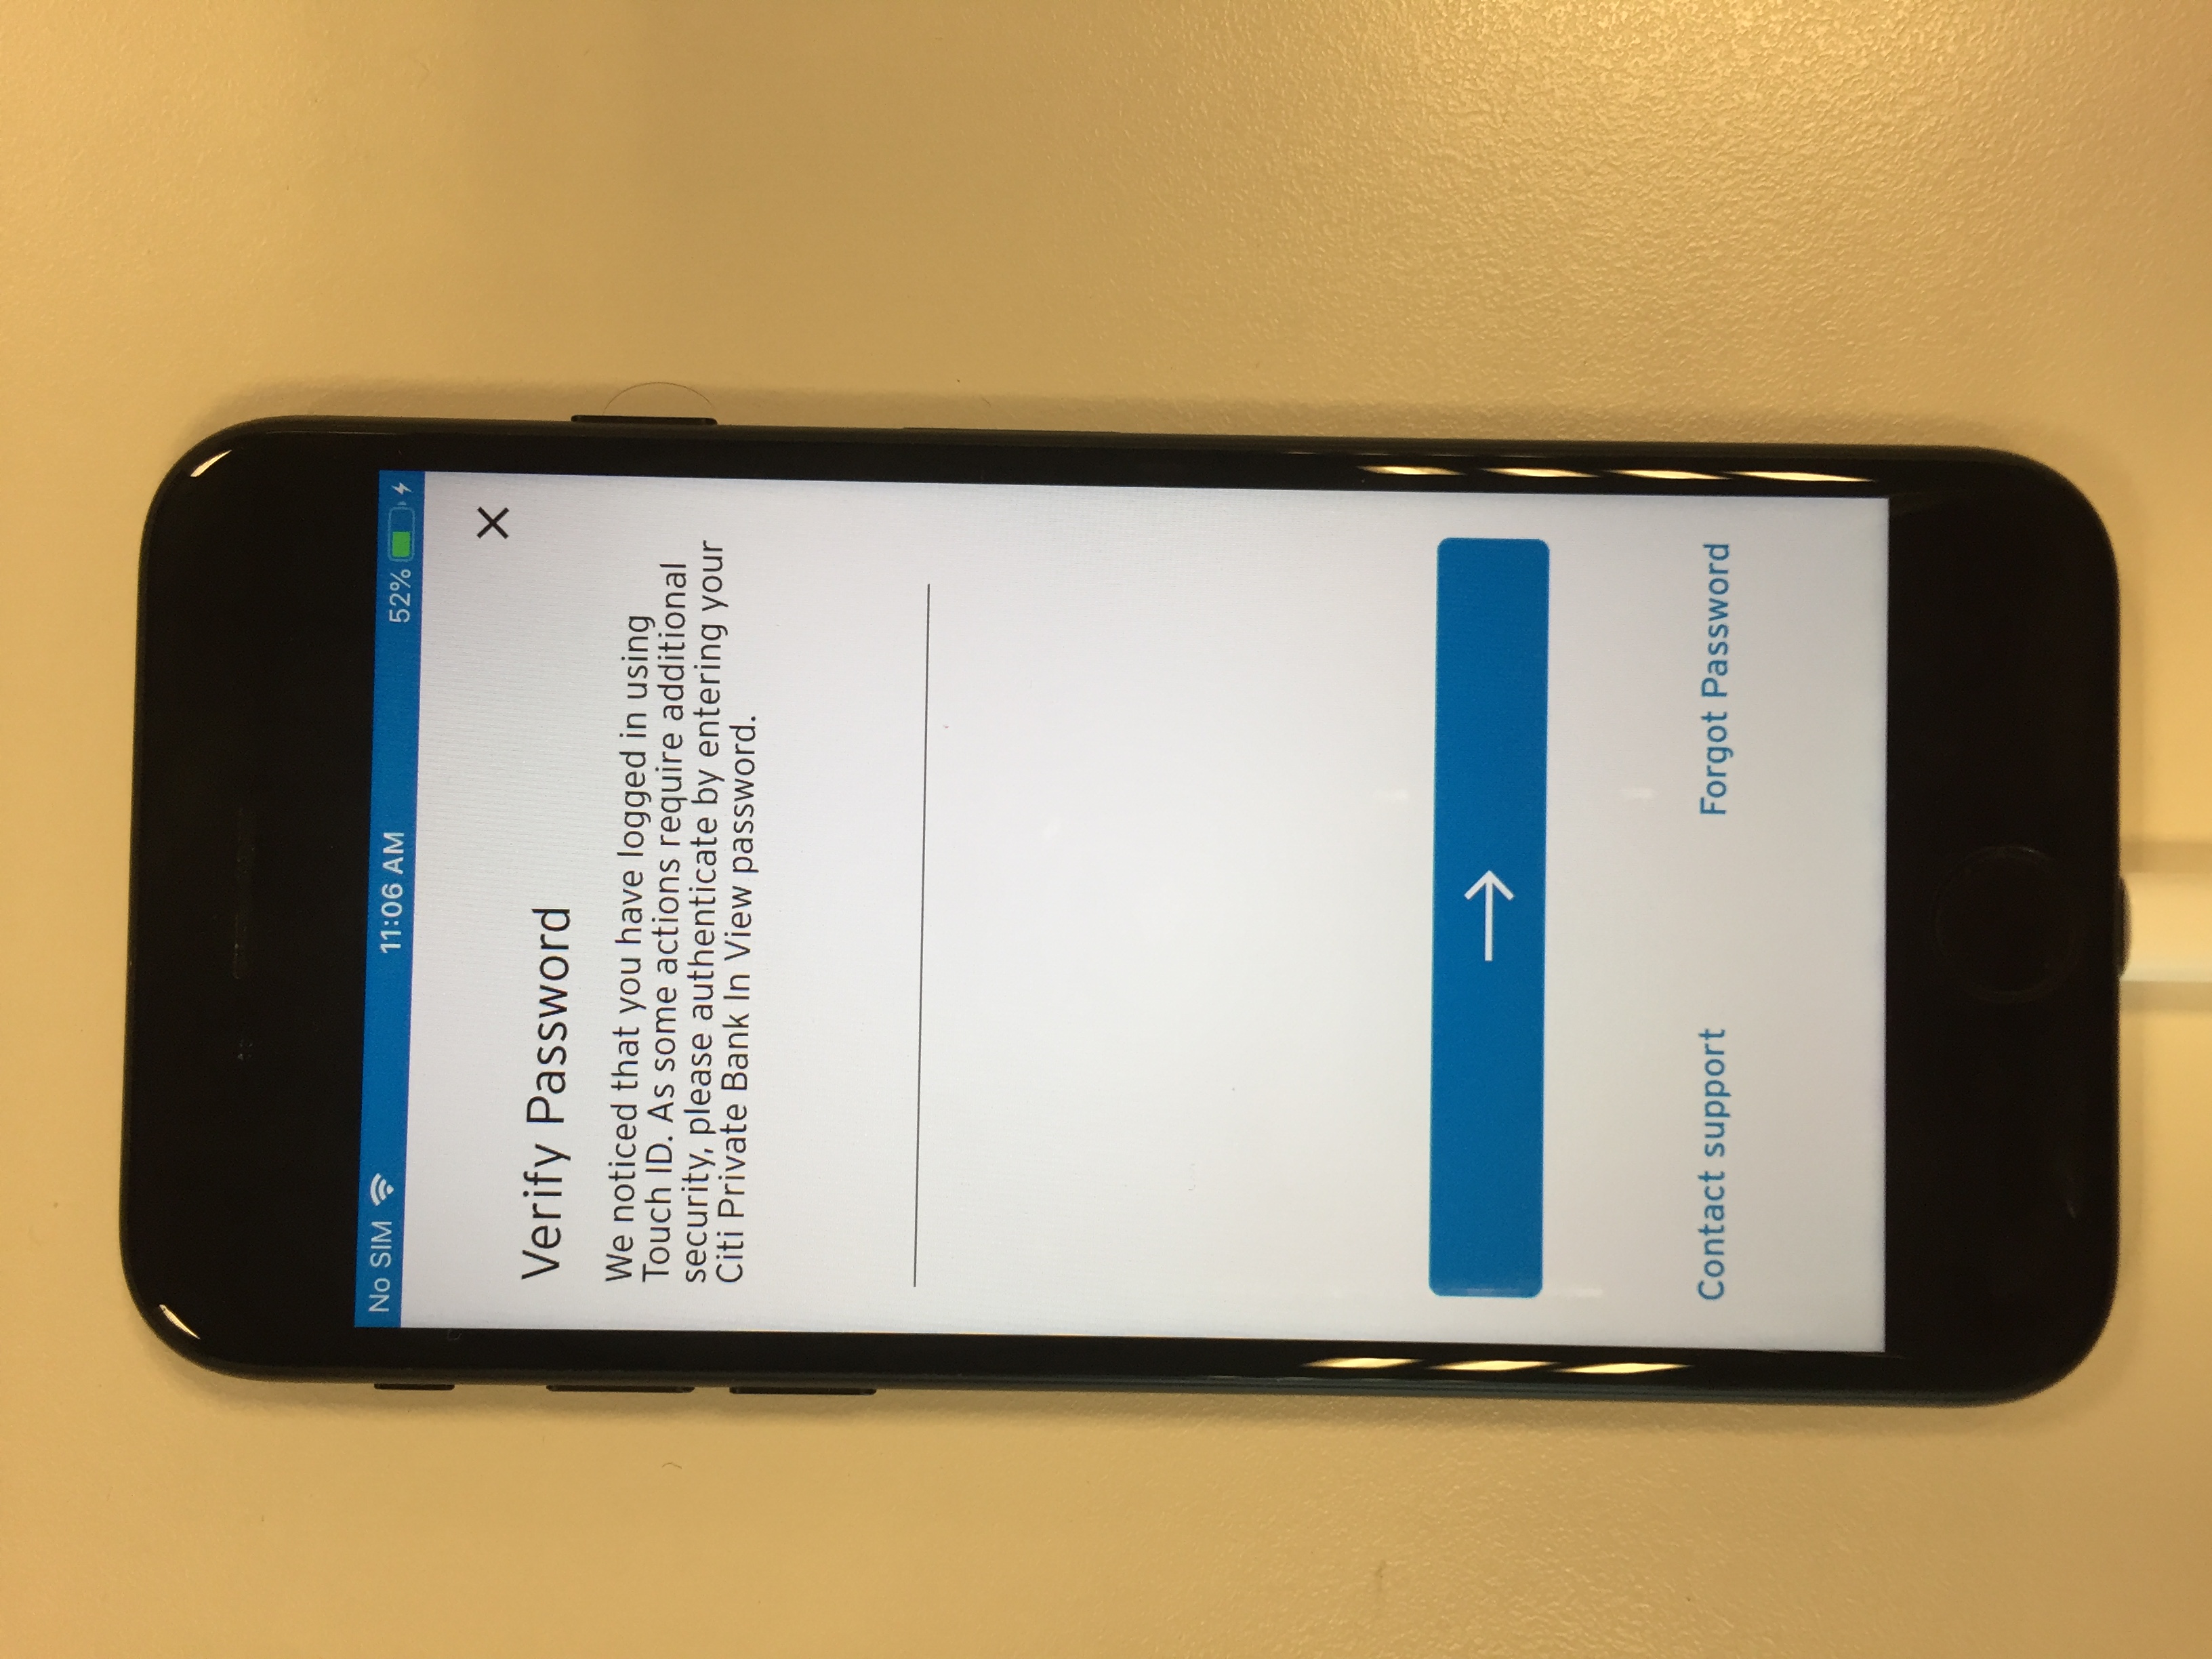 No SIM 11:06 AM 52%
Verify Password
We noticed that you have logged in using
Touch ID. As some actions require additional
security, please authenticate by entering your
Citi Private Bank In View password.
Contact support Forgot Password